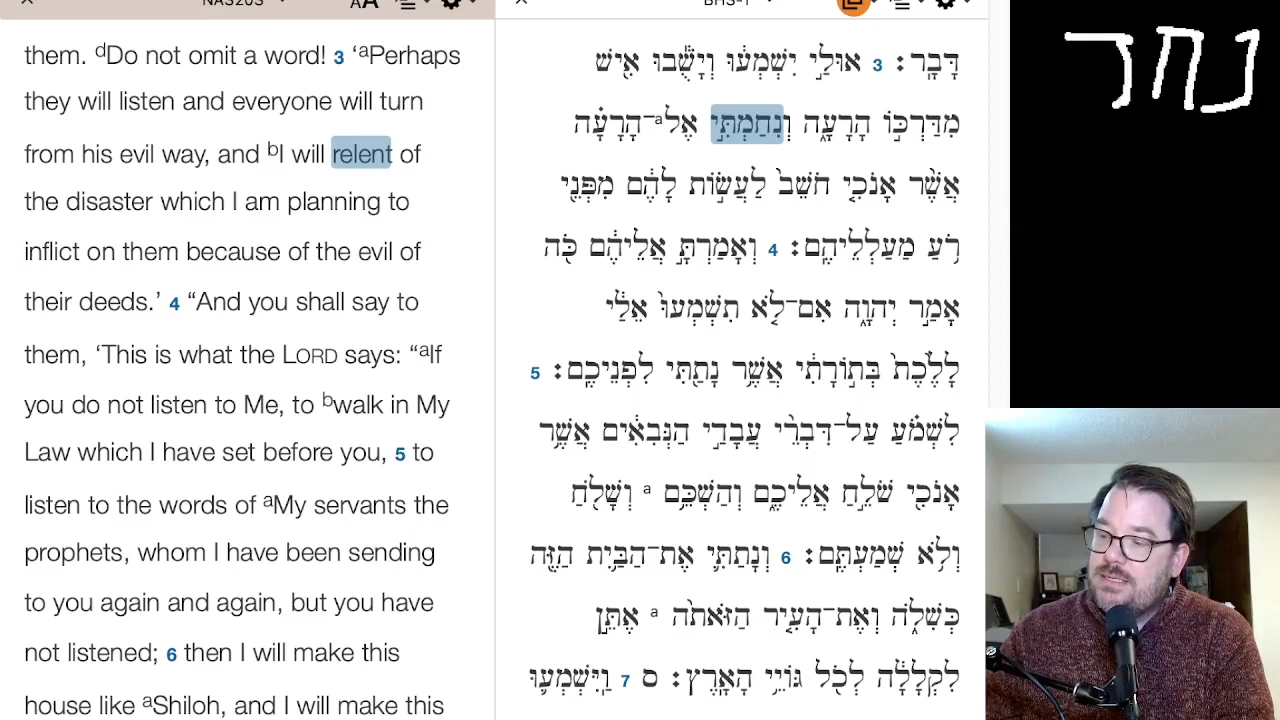 NAS20S
them. dDo not omit a word! 3 ‘aPerhaps
they will listen and everyone will turn
from his evil way, and bI will relent of
the disaster which I am planning to
inflict on them because of the evil of
their deeds.’ 4 “And you shall say to
them, ‘This is what the LORD says: “aIf
you do not listen to Me, to bwalk in My
Law which I have set before you, 5 to
listen to the words of aMy servants the
prophets, whom I have been sending
to you again and again, but you have
not listened; 6 then I will make this
house like aShiloh, and I will make this
BHS-T
דָּבָֽר׃ 3 אוּלַ֣י יִשְׁמְע֔וּ וְיָשֻׁ֕בוּ אִ֖ישׁ
מִדַּרְכּ֣וֹ הָרָעָ֑ה וְנִחַמְתִּ֣י אֶל a־הָרָעָ֗ה
אֲשֶׁ֨ר אָנֹכִ֤י חֹשֵׁב֙ לַעֲשׂ֣וֹת לָהֶ֔ם מִפְּנֵ֖י
רֹ֥עַ מַעַלְלֵיהֶֽם׃ 4 וְאָמַרְתָּ֣ אֲלֵיהֶ֔ם כֹּ֖ה
אָמַ֣ר יְהוָ֑ה אִם־לֹ֤א תִשְׁמְעוּ֙ אֵלַ֔י
לָלֶ֙כֶת֙ בְּת֣וֹרָתִ֔י אֲשֶׁ֥ר נָתַ֖תִּי לִפְנֵיכֶֽם׃ 5
לִשְׁמֹ֗עַ עַל־דִּבְרֵי֙ עֲבָדַ֣י הַנְּבִאִ֔ים אֲשֶׁ֥ר
אָנֹכִ֖י שֹׁלֵ֣חַ אֲלֵיכֶ֑ם וְהַשְׁכֵּ֥ם a וְשָׁלֹ֖חַ
וְלֹ֥א שְׁמַעְתֶּֽם׃ 6 וְנָתַתִּ֛י אֶת־הַבַּ֥יִת הַזֶּ֖ה
כְּשִׁלֹ֑ה וְאֶת־הָעִ֤יר הַזֹּאתה֙ a אֶתֵּ֣ן
לִקְלָלָ֔ה לְכֹ֖ל גּוֹיֵ֥י הָאָֽרֶץ׃ ס 7 וַֽיִּשְׁמְע֛וּ